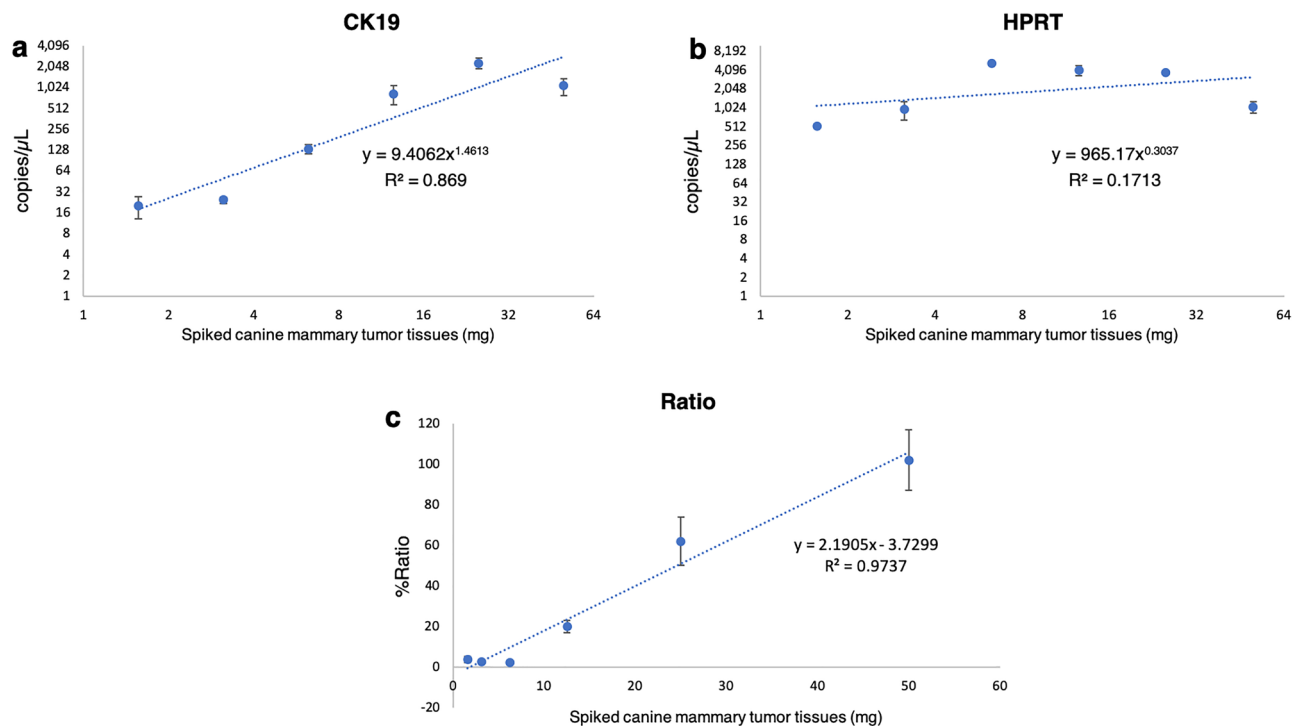 a
CK19
4,096
2,048
1,024
512
256
128
64
32
16
8
4
2
1
copies/µL
y = 9.4062x^1.4613
R² = 0.869
1 2 4 8 16 32 64
Spiked canine mammary tumor tissues (mg)
b
HPRT
8,192
4,096
2,048
1,024
512
256
128
64
32
16
8
4
2
1
copies/µL
y = 965.17x^0.3037
R² = 0.1713
1 2 4 8 16 32 64
Spiked canine mammary tumor tissues (mg)
c
Ratio
120
100
80
60
40
20
0
-20
%Ratio
y = 2.1905x - 3.7299
R² = 0.9737
0 10 20 30 40 50 60
Spiked canine mammary tumor tissues (mg)